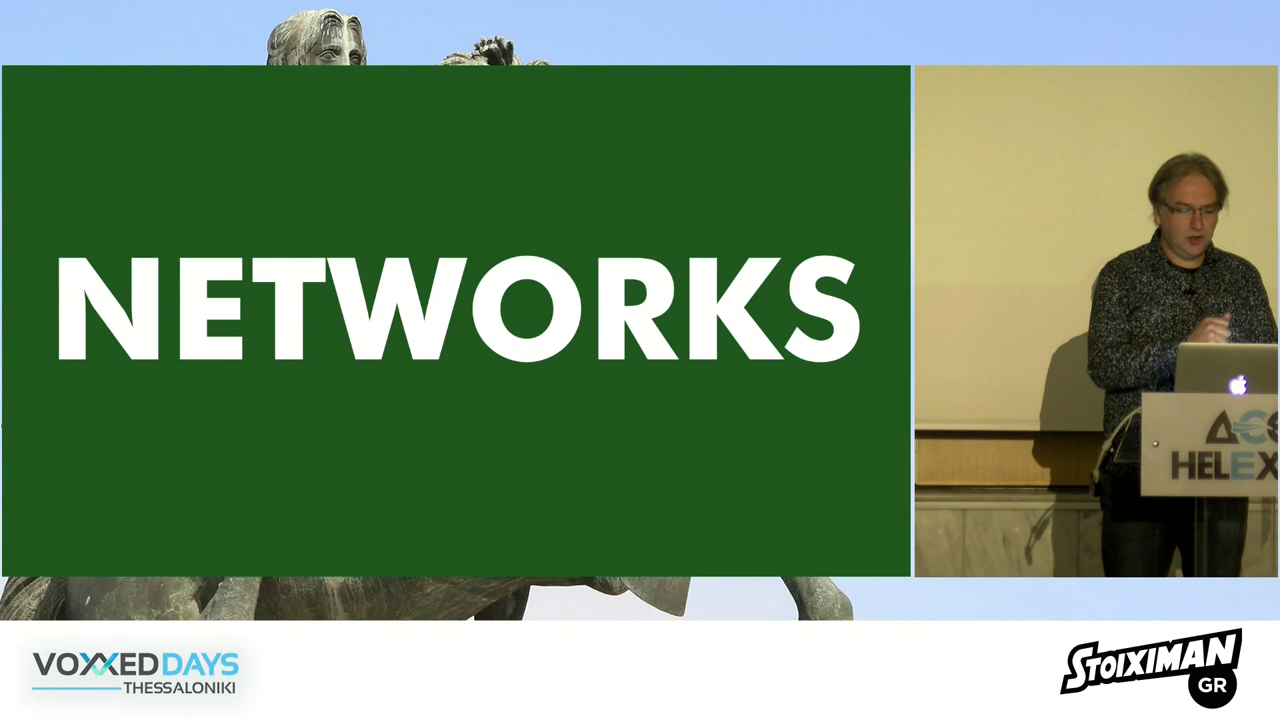 NETWORKS
HELEX
VOXXED DAYS
THESSALONIKI
STOIXIMAN
GR